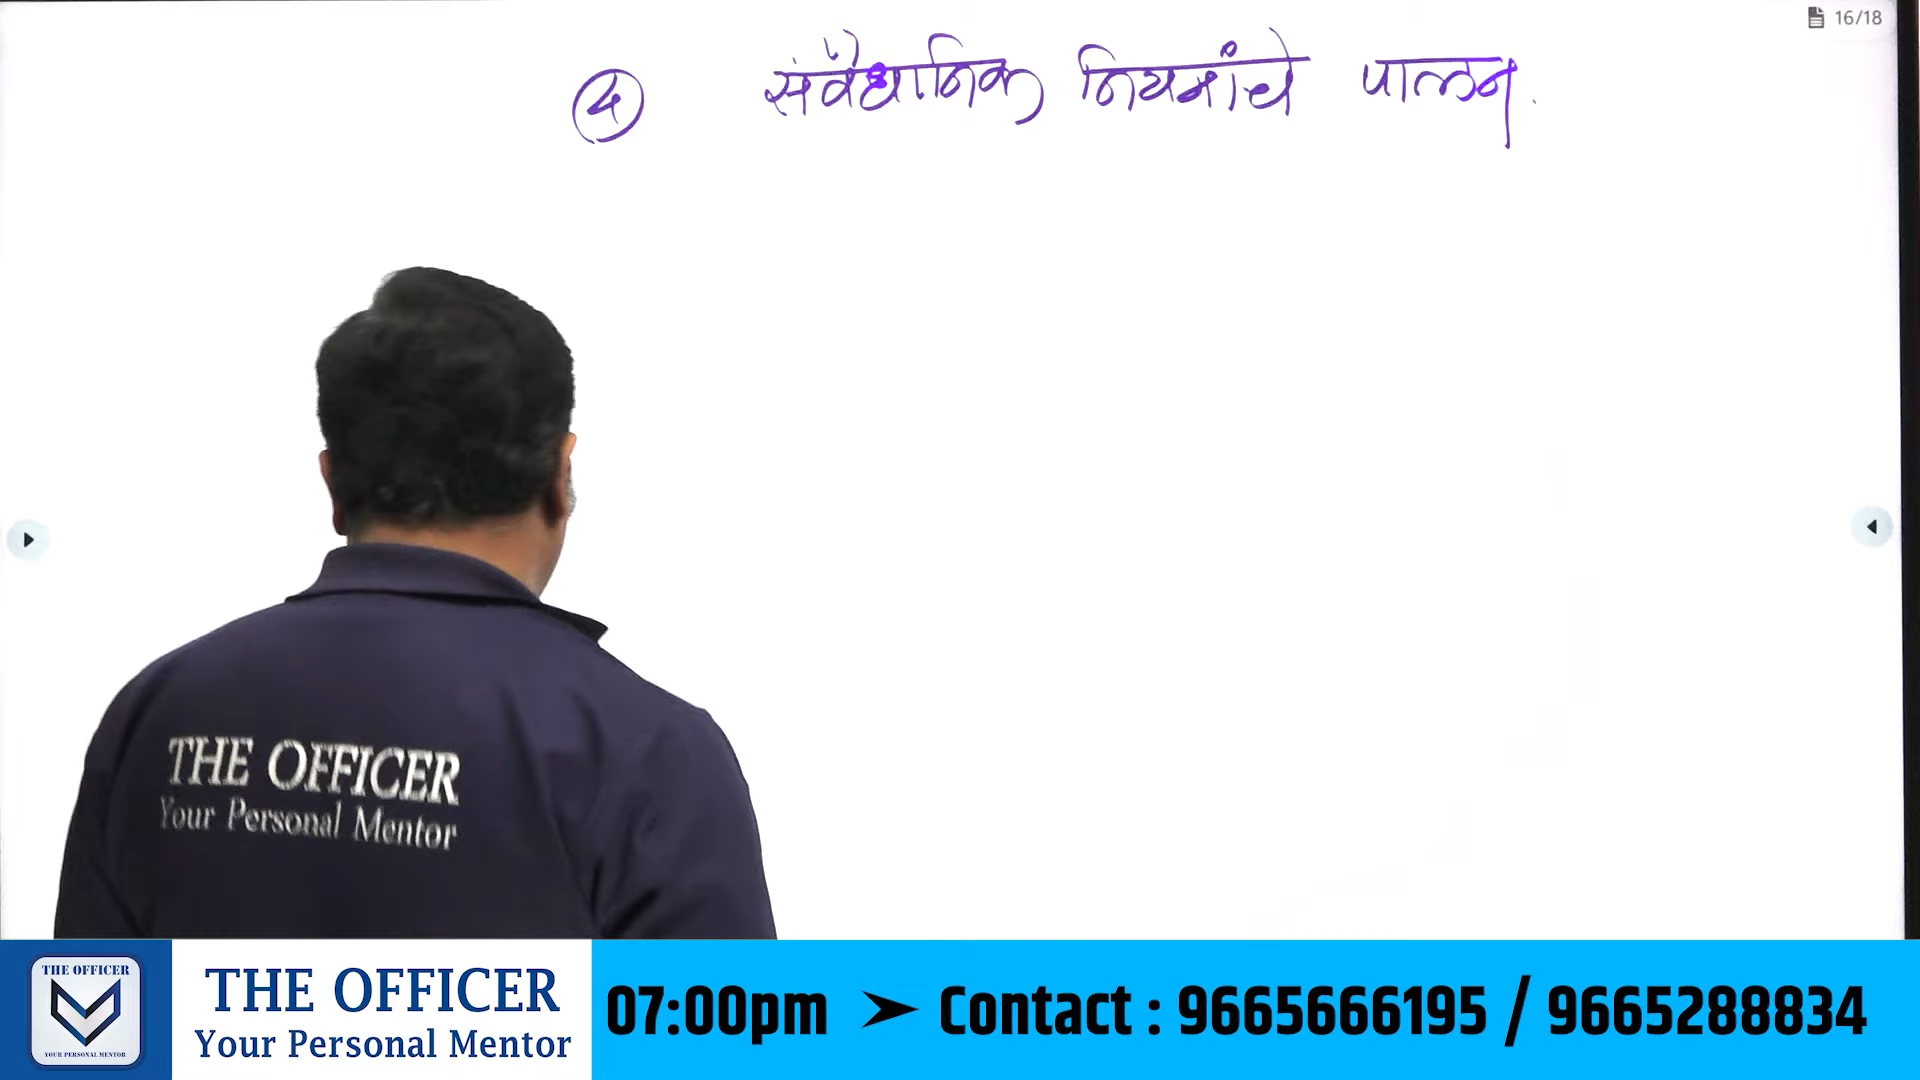 16/18
④ संवैधानिक नियमांचे पालन.
THE OFFICER
Your Personal Mentor
THE OFFICER
YOUR PERSONAL MENTOR
THE OFFICER
Your Personal Mentor
07:00pm ➤ Contact : 9665666195 / 9665288834